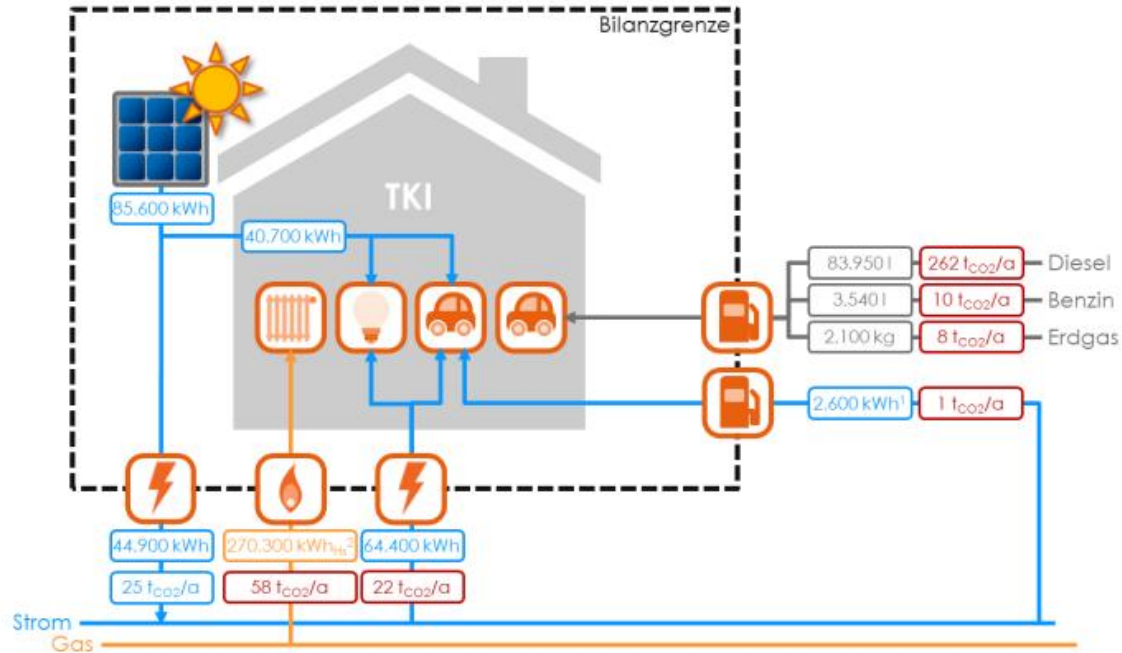 Bilanzgrenze
TKI
85.600 kWh
40.700 kWh
83.950 l 262 tCO2/a Diesel
3.540 l 10 tCO2/a Benzin
2.100 kg 8 tCO2/a Erdgas
2.600 kWh¹ 1 tCO2/a
44.900 kWh 270.300 kWhHs² 64.400 kWh
25 tCO2/a 58 tCO2/a 22 tCO2/a
Strom
Gas